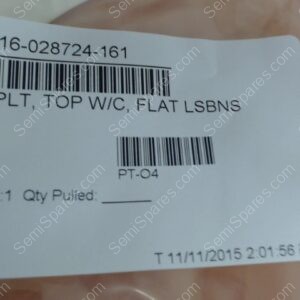 16-028724-161
PLT, TOP W/C, FLAT LSBNS
PT-O4
:1 Qty Pulled: ______
T 11/11/2015 2:01:56
SemiSpares.com